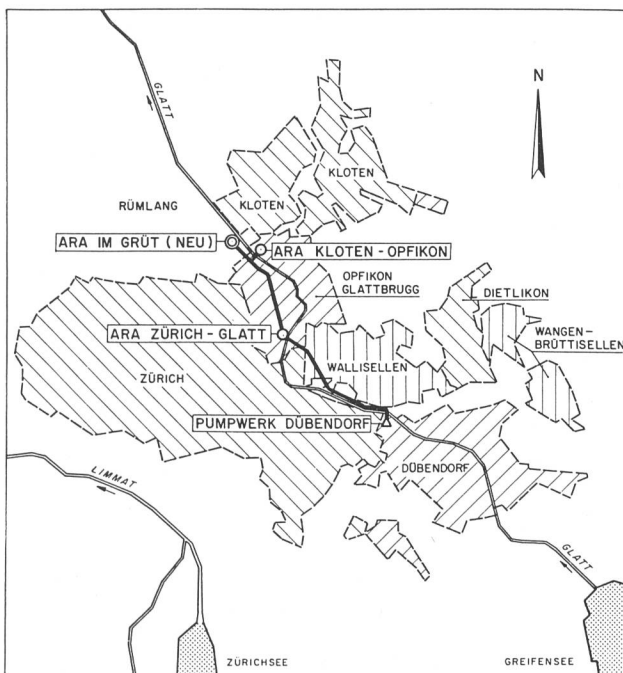 GLATT
N
KLOTEN
KLOTEN
RÜMLANG
ARA IM GRÜT (NEU)
ARA KLOTEN-OPFIKON
OPFIKON
GLATTBRUGG
DIETLIKON
ARA ZÜRICH-GLATT
WANGEN-
BRÜTTISELLEN
WALLISELLEN
ZÜRICH
PUMPWERK DÜBENDORF
DÜBENDORF
LIMMAT
GLATT
ZÜRICHSEE
GREIFENSEE